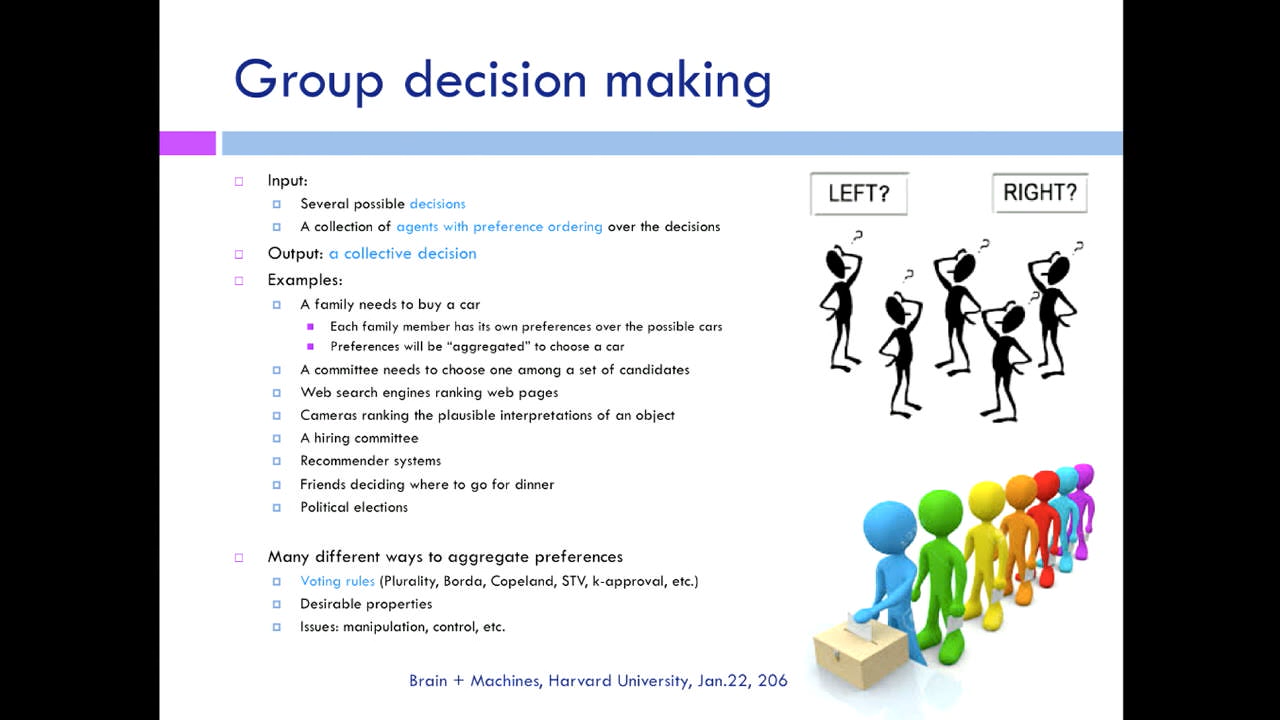 Group decision making
Input:
Several possible decisions
A collection of agents with preference ordering over the decisions
Output: a collective decision
Examples:
A family needs to buy a car
Each family member has its own preferences over the possible cars
Preferences will be “aggregated” to choose a car
A committee needs to choose one among a set of candidates
Web search engines ranking web pages
Cameras ranking the plausible interpretations of an object
A hiring committee
Recommender systems
Friends deciding where to go for dinner
Political elections
Many different ways to aggregate preferences
Voting rules (Plurality, Borda, Copeland, STV, k-approval, etc.)
Desirable properties
Issues: manipulation, control, etc.
LEFT? RIGHT?
?
?
?
?
?
Brain + Machines, Harvard University, Jan.22, 206